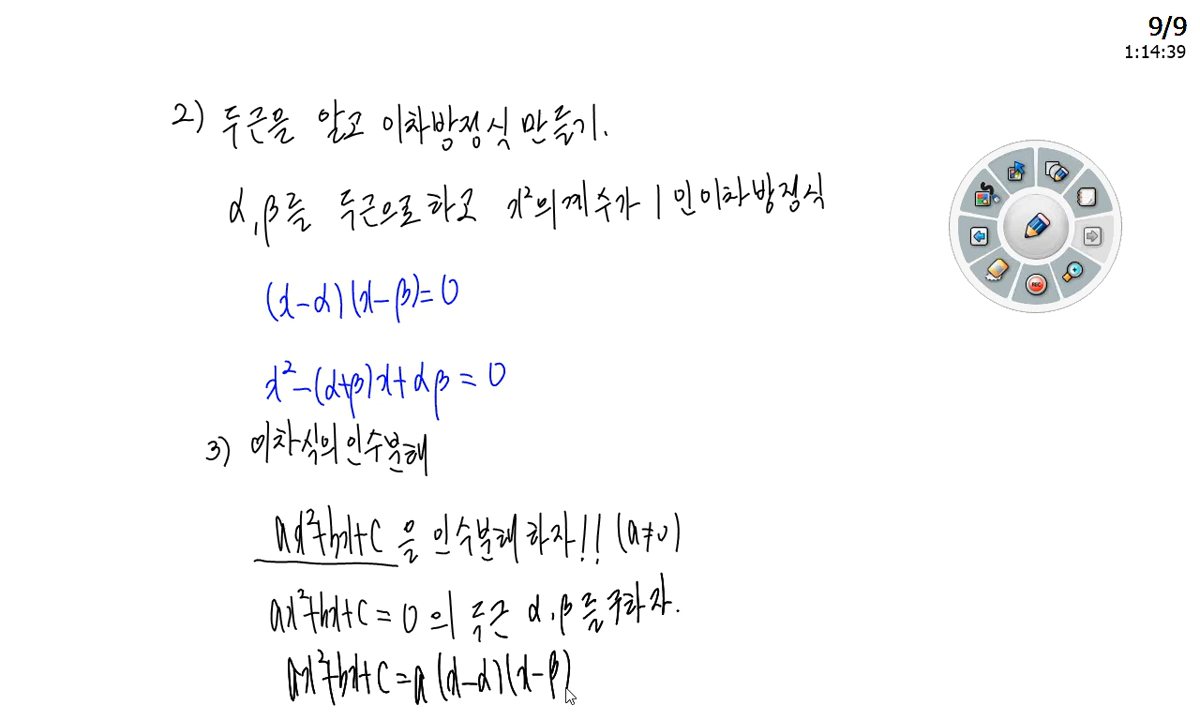 9/9
1:14:39
2) 두근을 알고 이차방정식 만들기.
α, β를 두근으로하고 x²의계수가 1 인 이차방정식
(x-α)(x-β)=0
x²-(α+β)x+αβ = 0
3) 이차식의 인수분해
ax²+bx+c 을 인수분해 하자!! (a≠0)
ax²+bx+c = 0 의 두근 α, β를 구하자.
ax²+bx+c = a (x-α)(x-β)
REC